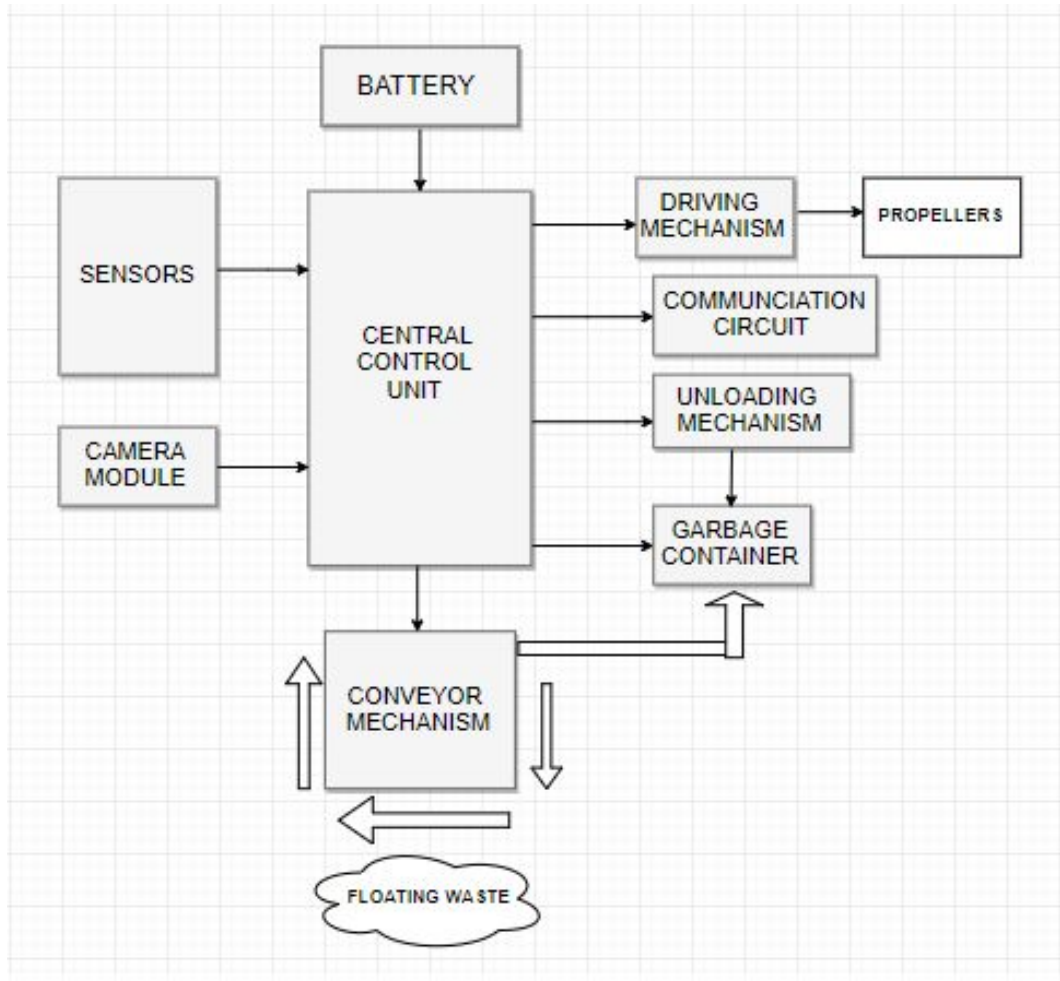 BATTERY
SENSORS
CAMERA
MODULE
CENTRAL
CONTROL
UNIT
DRIVING
MECHANISM
PROPELLERS
COMMUNCIATION
CIRCUIT
UNLOADING
MECHANISM
GARBAGE
CONTAINER
CONVEYOR
MECHANISM
FLOATING WASTE